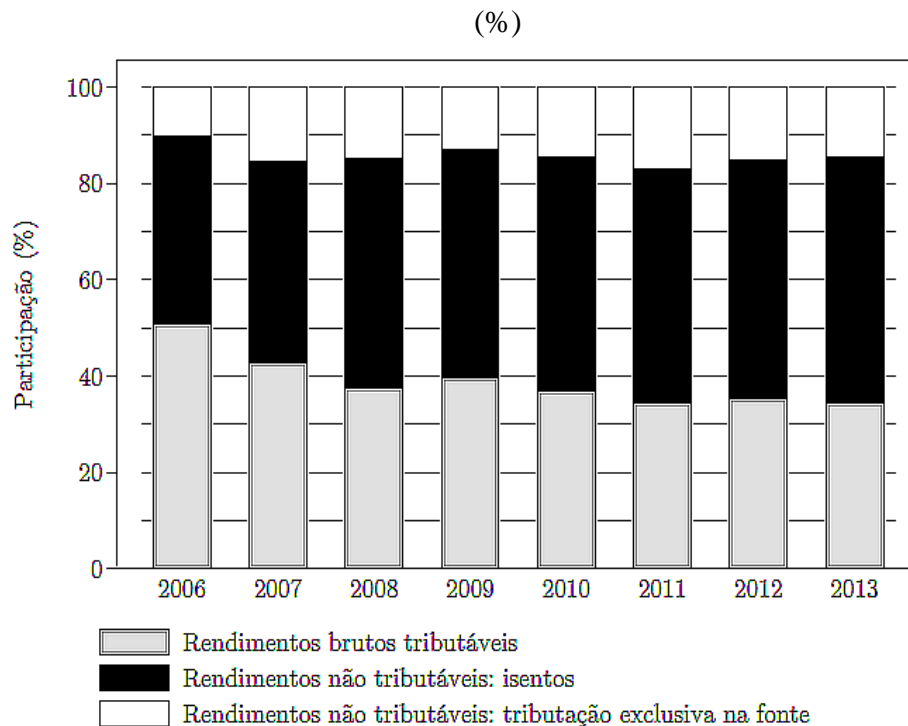 (%)
Participação (%)
100
80
60
40
20
0
2006 2007 2008 2009 2010 2011 2012 2013
Rendimentos brutos tributáveis
Rendimentos não tributáveis: isentos
Rendimentos não tributáveis: tributação exclusiva na fonte